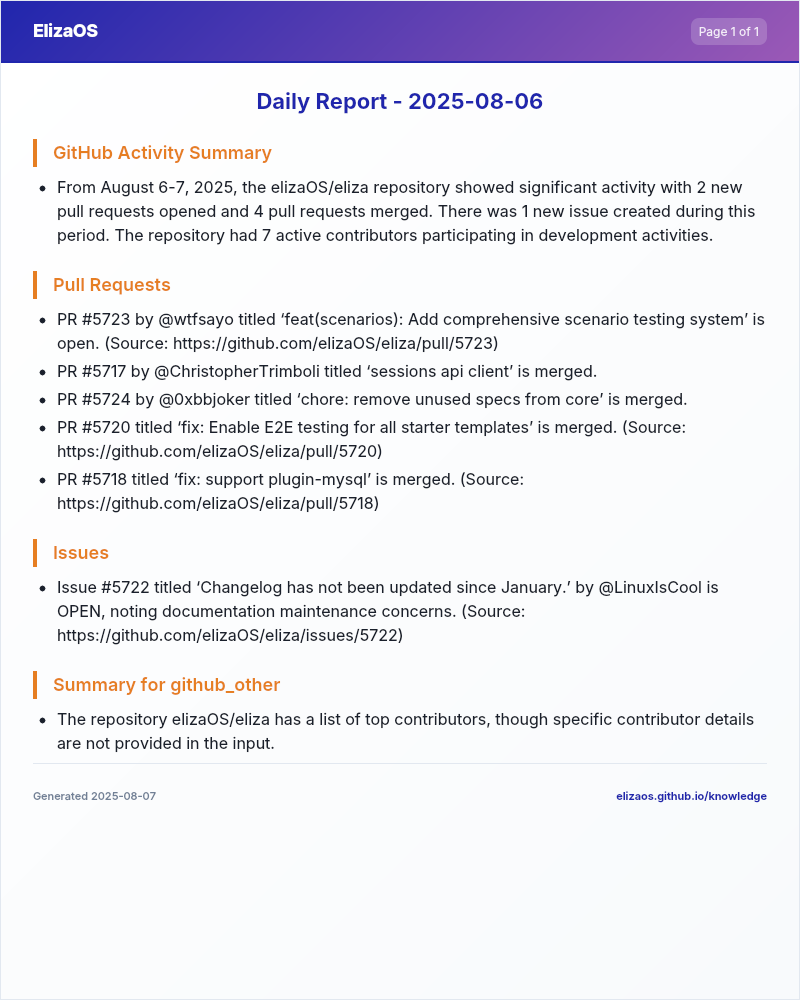 ElizaOS
Page 1 of 1
Daily Report - 2025-08-06
GitHub Activity Summary
• From August 6-7, 2025, the elizaOS/eliza repository showed significant activity with 2 new
pull requests opened and 4 pull requests merged. There was 1 new issue created during this
period. The repository had 7 active contributors participating in development activities.
Pull Requests
• PR #5723 by @wtfsayo titled ‘feat(scenarios): Add comprehensive scenario testing system’ is
open. (Source: https://github.com/elizaOS/eliza/pull/5723)
• PR #5717 by @ChristopherTrimboli titled ‘sessions api client’ is merged.
• PR #5724 by @0xbbjoker titled ‘chore: remove unused specs from core’ is merged.
• PR #5720 titled ‘fix: Enable E2E testing for all starter templates’ is merged. (Source:
https://github.com/elizaOS/eliza/pull/5720)
• PR #5718 titled ‘fix: support plugin-mysql’ is merged. (Source:
https://github.com/elizaOS/eliza/pull/5718)
Issues
• Issue #5722 titled ‘Changelog has not been updated since January.’ by @LinuxIsCool is
OPEN, noting documentation maintenance concerns. (Source:
https://github.com/elizaOS/eliza/issues/5722)
Summary for github_other
• The repository elizaOS/eliza has a list of top contributors, though specific contributor details
are not provided in the input.
Generated 2025-08-07
elizaos.github.io/knowledge